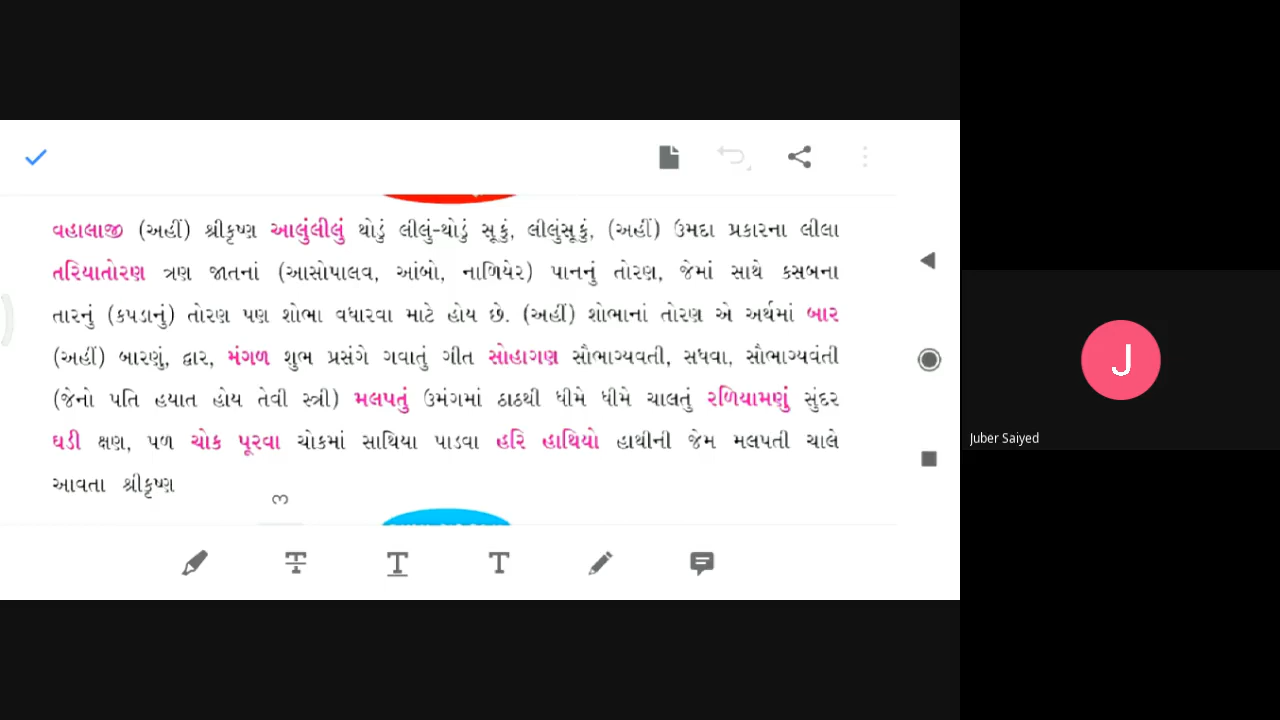 વહાલાજી (અહીં) શ્રીકૃષ્ણ આલુંલીલું થોડું લીલું-થોડું સૂકું, લીલુંસૂકું, (અહીં) ઉમદા પ્રકારના લીલા
તરિયાતોરણ ત્રણ જાતનાં (આસોપાલવ, આંબો, નાળિયેર) પાનનું તોરણ, જેમાં સાથે કસબના
તારનું (કપડાનું) તોરણ પણ શોભા વધારવા માટે હોય છે. (અહીં) શોભાનાં તોરણ એ અર્થમાં બાર
(અહીં) બારણું, દ્વાર, મંગળ શુભ પ્રસંગે ગવાતું ગીત સોહાગણ સૌભાગ્યવતી, સધવા, સૌભાગ્યવંતી
(જેનો પતિ હયાત હોય તેવી સ્ત્રી) મલપતું ઉમંગમાં ઠાઠથી ધીમે ધીમે ચાલતું રળિયામણું સુંદર
ઘડી ક્ષણ, પળ ચોક પૂરવા ચોકમાં સાથિયા પાડવા હરિ હાથિયો હાથીની જેમ મલપતી ચાલે
આવતા શ્રીકૃષ્ણ
J
Juber Saiyed